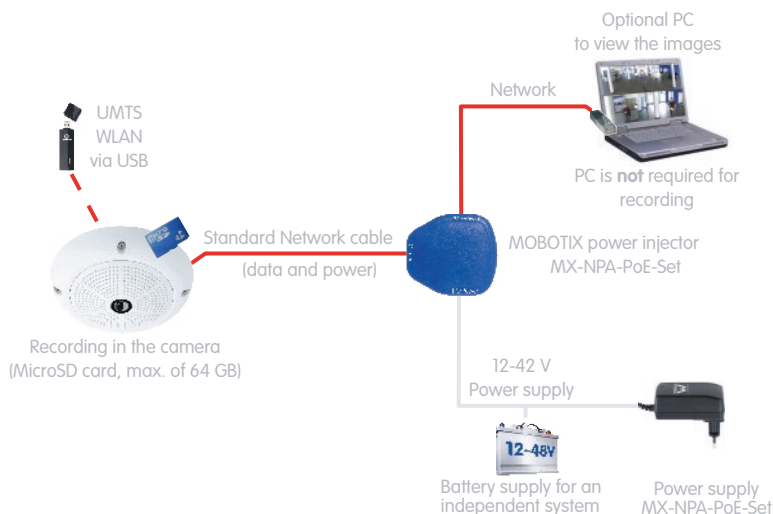 Optional PC
to view the images
Network
UMTS
WLAN
via USB
PC is not required for
recording
micro
SD
Standard Network cable
(data and power)
MOBOTIX power injector
MX-NPA-PoE-Set
Recording in the camera
(MicroSD card, max. of 64 GB)
12-42 V
Power supply
12-48V
Battery supply for an
independent system
Power supply
MX-NPA-PoE-Set